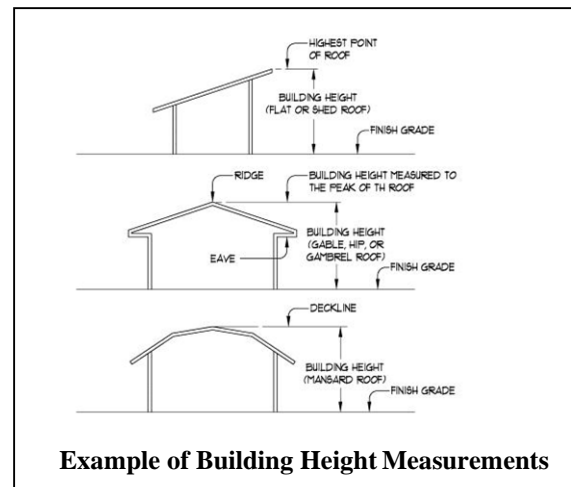 HIGHEST POINT
OF ROOF
BUILDING HEIGHT
(FLAT OR SHED ROOF)
FINISH GRADE
RIDGE
BUILDING HEIGHT MEASURED TO
THE PEAK OF TH ROOF
BUILDING HEIGHT
(GABLE, HIP, OR
GAMBREL ROOF)
EAVE
FINISH GRADE
DECKLINE
BUILDING HEIGHT
(MANSARD ROOF)
FINISH GRADE
Example of Building Height Measurements